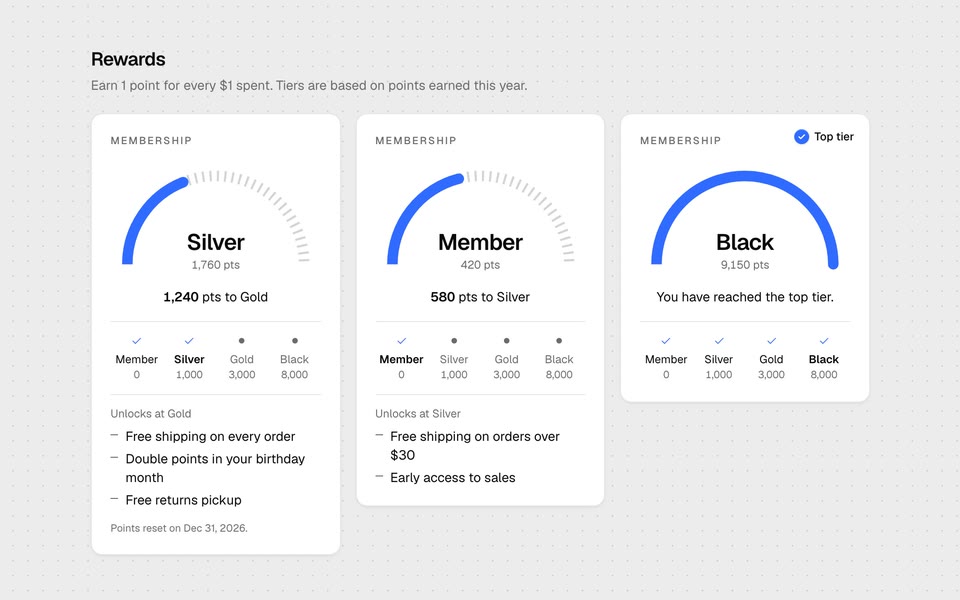 Rewards
Earn 1 point for every $1 spent. Tiers are based on points earned this year.
MEMBERSHIP
Silver
1,760 pts
1,240 pts to Gold
Member Silver Gold Black
0 1,000 3,000 8,000
Unlocks at Gold
Free shipping on every order
Double points in your birthday
month
Free returns pickup
Points reset on Dec 31, 2026.
MEMBERSHIP
Member
420 pts
580 pts to Silver
Member Silver Gold Black
0 1,000 3,000 8,000
Unlocks at Silver
Free shipping on orders over
$30
Early access to sales
MEMBERSHIP
Top tier
Black
9,150 pts
You have reached the top tier.
Member Silver Gold Black
0 1,000 3,000 8,000